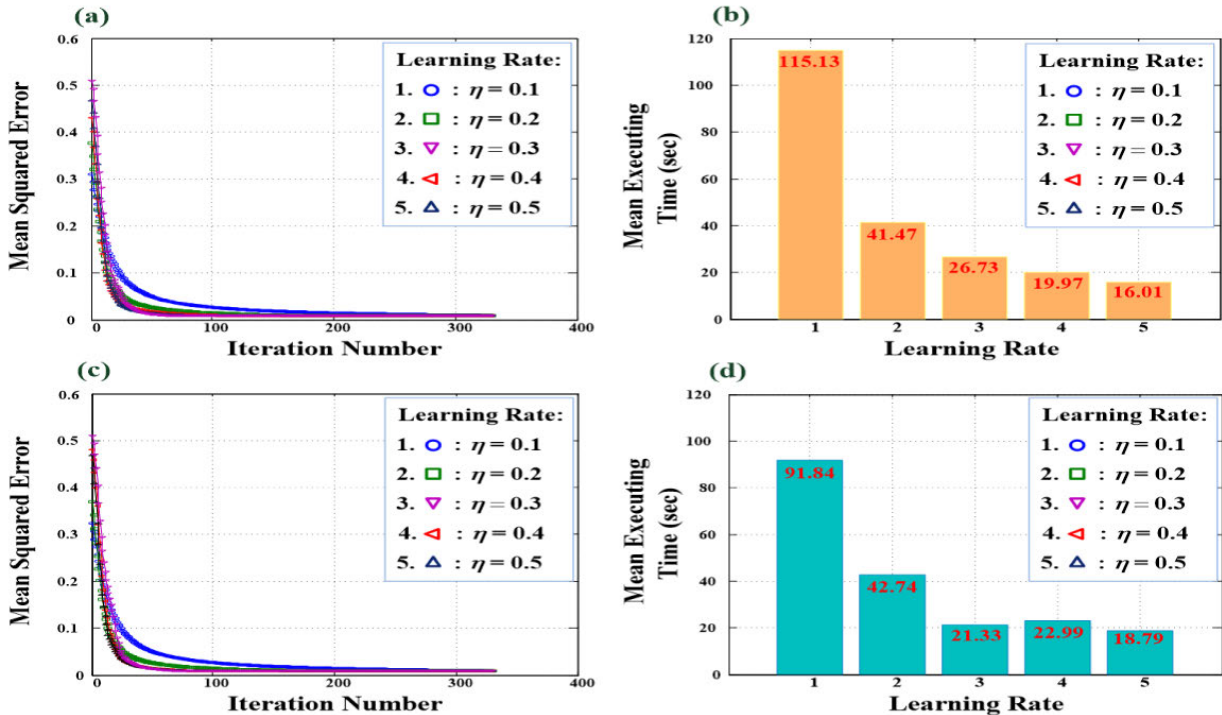 (a)
0.6
0.5
0.4
0.3
0.2
0.1
0
0
100
200
300
400
Mean Squared Error
Iteration Number
Learning Rate:
1. : η = 0.1
2. : η = 0.2
3. : η = 0.3
4. : η = 0.4
5. : η = 0.5
(b)
120
100
80
60
40
20
0
Mean Executing
Time (sec)
115.13
41.47
26.73
19.97
16.01
1
2
3
4
5
Learning Rate
Learning Rate:
1. : η = 0.1
2. : η = 0.2
3. : η = 0.3
4. : η = 0.4
5. : η = 0.5
(c)
0.6
0.5
0.4
0.3
0.2
0.1
0
0
100
200
300
400
Mean Squared Error
Iteration Number
Learning Rate:
1. : η = 0.1
2. : η = 0.2
3. : η = 0.3
4. : η = 0.4
5. : η = 0.5
(d)
120
100
80
60
40
20
0
Mean Executing
Time (sec)
91.84
42.74
21.33
22.99
18.79
1
2
3
4
5
Learning Rate
Learning Rate:
1. : η = 0.1
2. : η = 0.2
3. : η = 0.3
4. : η = 0.4
5. : η = 0.5